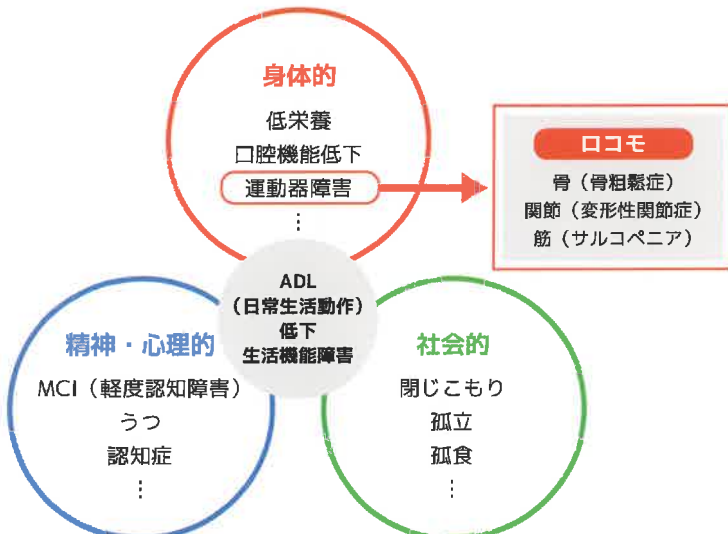 身体的
低栄養
口腔機能低下
運動器障害
⋮
ロコモ
骨（骨粗鬆症）
関節（変形性関節症）
筋（サルコペニア）
ADL
（日常生活動作）
低下
生活機能障害
精神・心理的
MCI（軽度認知障害）
うつ
認知症
⋮
社会的
閉じこもり
孤立
孤食
⋮